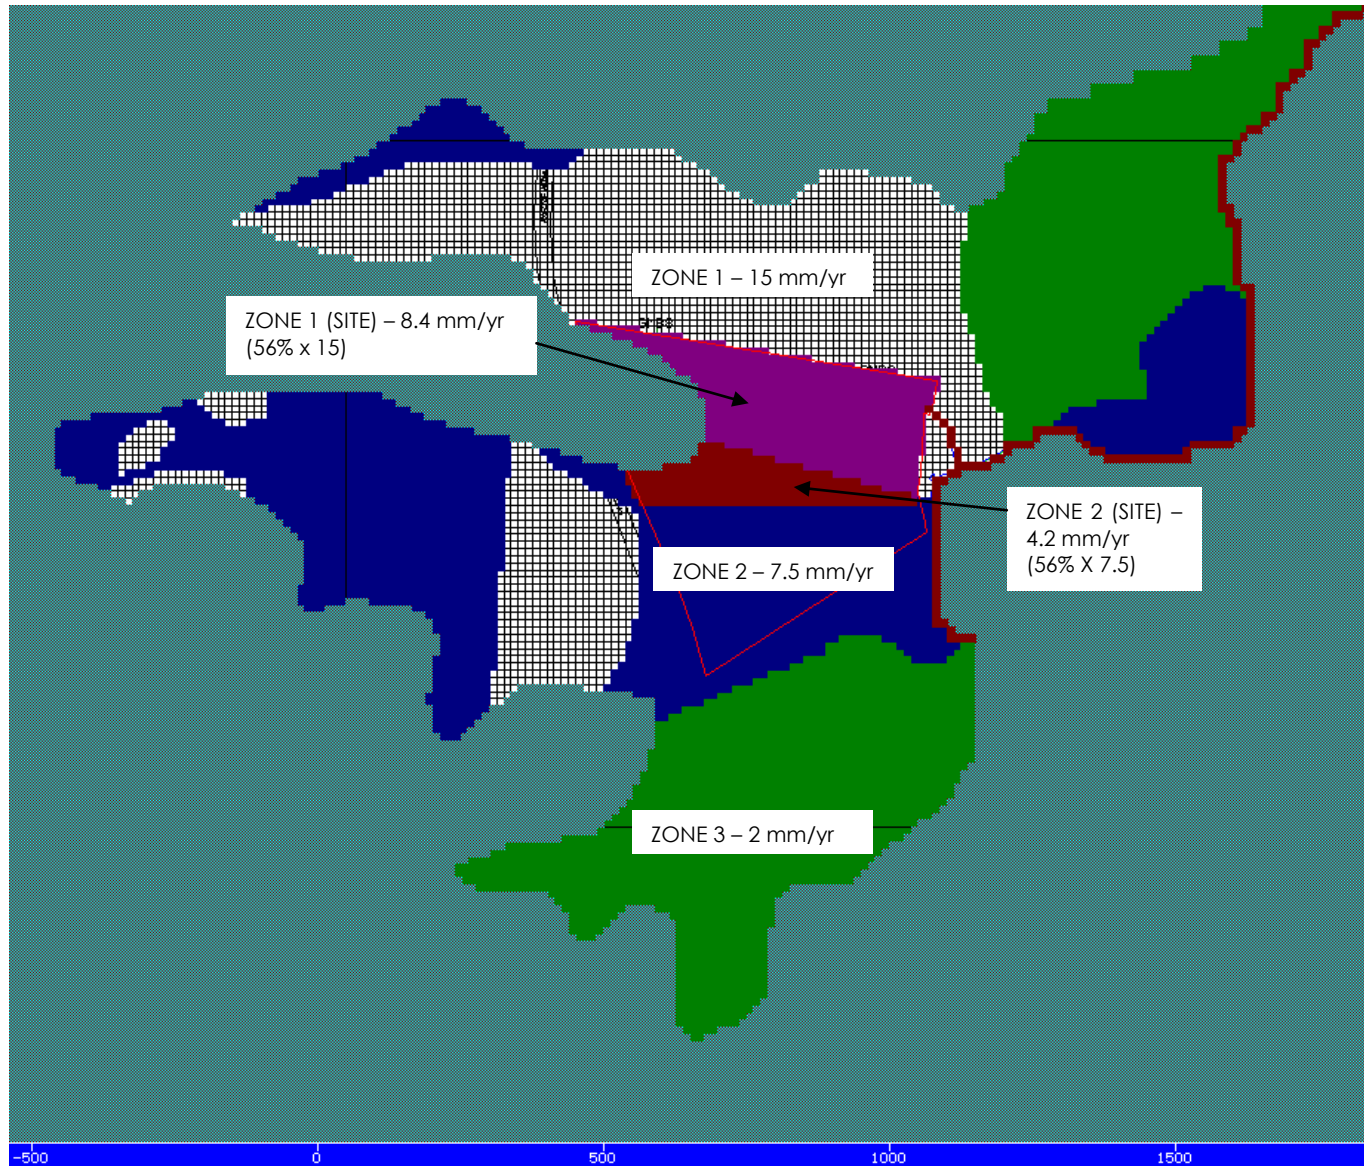 ZONE 1 – 15 mm/yr
ZONE 1 (SITE) – 8.4 mm/yr
(56% x 15)
ZONE 2 (SITE) –
4.2 mm/yr
(56% X 7.5)
ZONE 2 – 7.5 mm/yr
ZONE 3 – 2 mm/yr
-500 0 500 1000 1500